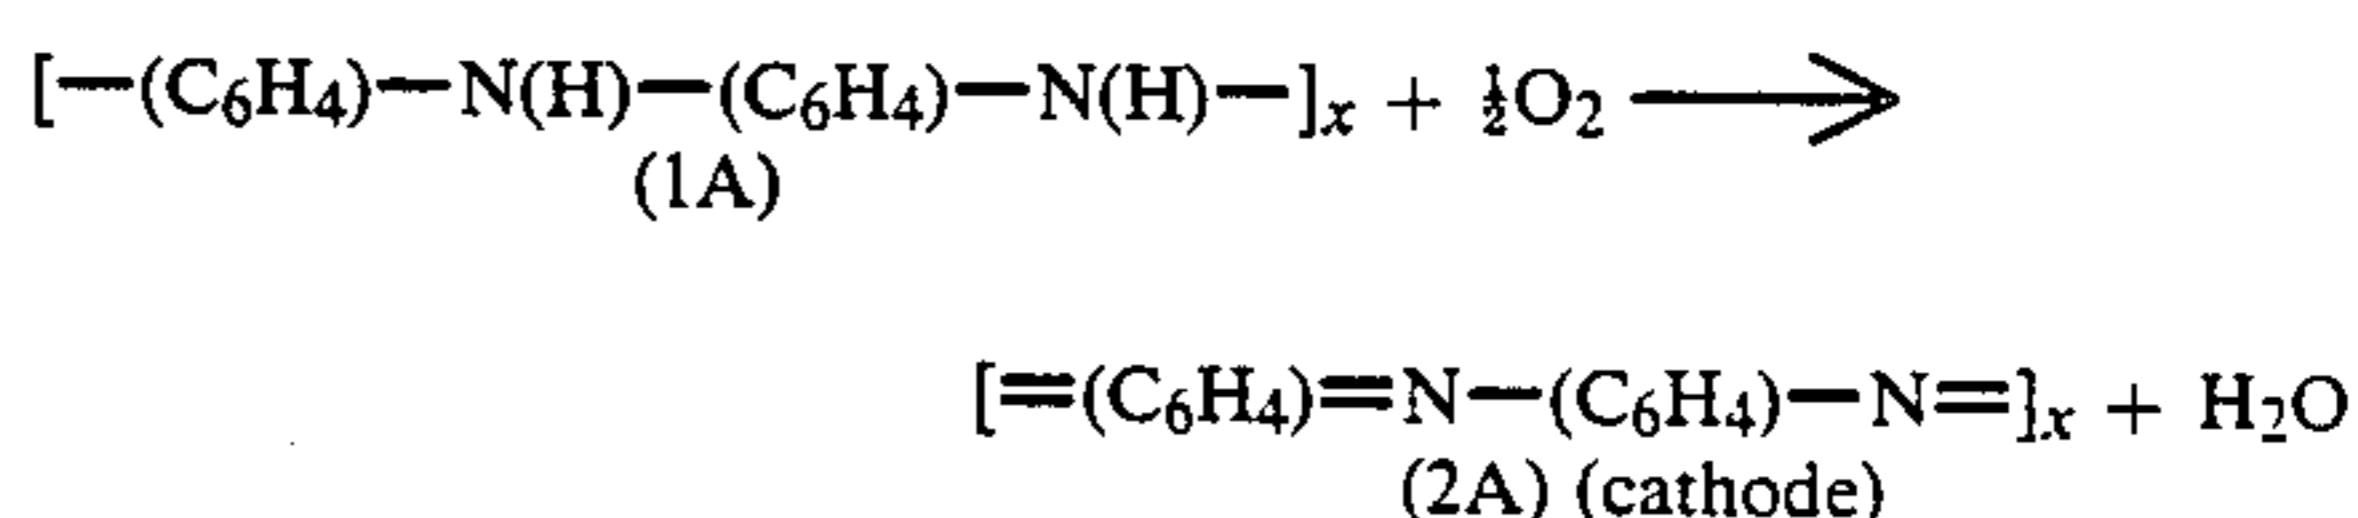 [—(C₆H₄)—N(H)—(C₆H₄)—N(H)—]ₓ + ½O₂ ⟶
(1A)
[=(C₆H₄)=N—(C₆H₄)—N=]ₓ + H₂O
(2A) (cathode)